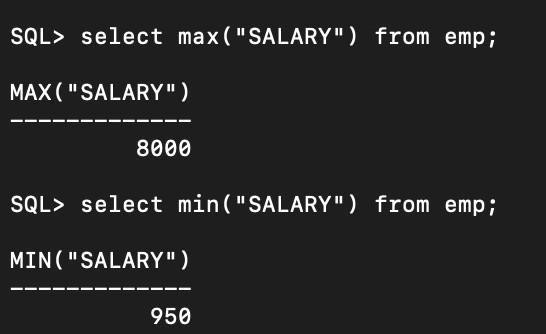 SQL> select max("SALARY") from emp;
MAX("SALARY")
-------------
8000
SQL> select min("SALARY") from emp;
MIN("SALARY")
-------------
950